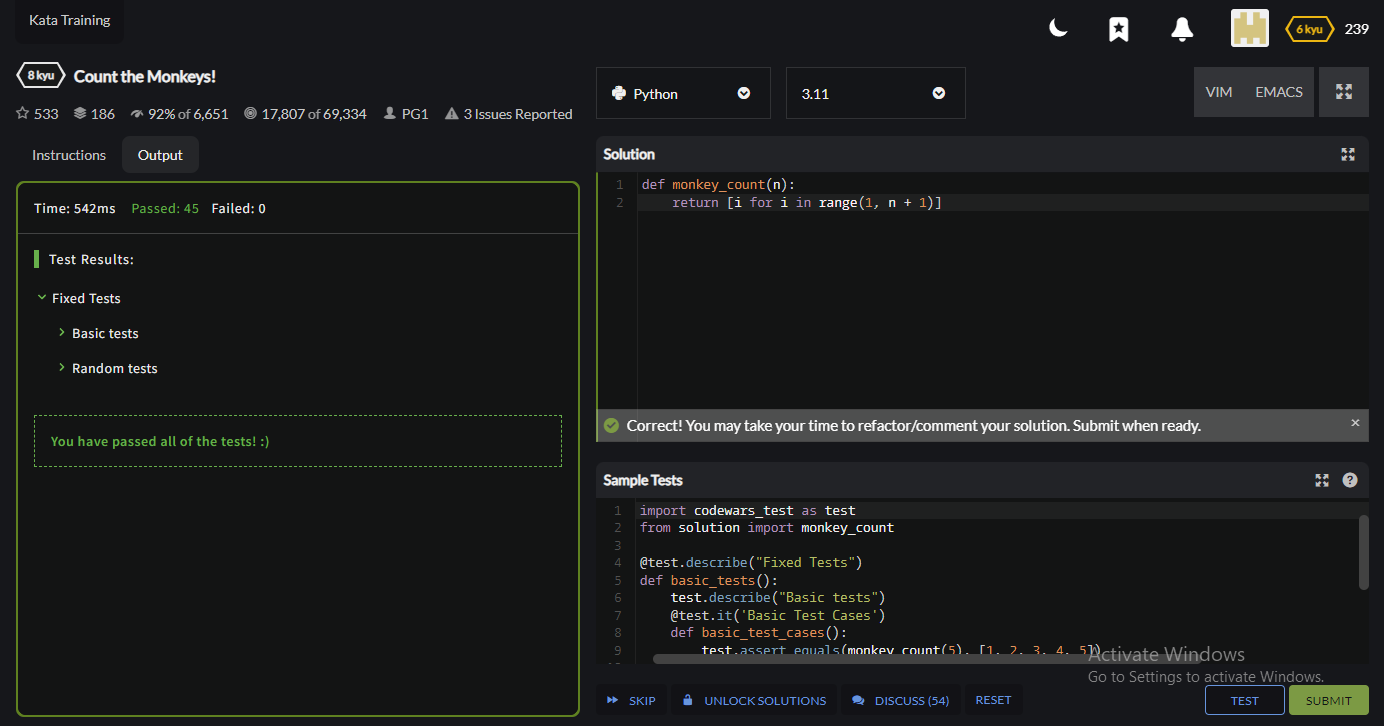 Kata Training
6 kyu 239
8 kyu Count the Monkeys!
533 186 92% of 6,651 17,807 of 69,334 PG1 3 Issues Reported
Instructions Output
Time: 542ms Passed: 45 Failed: 0
Test Results:
Fixed Tests
Basic tests
Random tests
You have passed all of the tests! :)
Python 3.11 VIM EMACS
Solution
1 def monkey_count(n):
2 return [i for i in range(1, n + 1)]
Correct! You may take your time to refactor/comment your solution. Submit when ready. ×
Sample Tests ?
1 import codewars_test as test
2 from solution import monkey_count
3
4 @test.describe("Fixed Tests")
5 def basic_tests():
6 test.describe("Basic tests")
7 @test.it('Basic Test Cases')
8 def basic_test_cases():
9 test.assert_equals(monkey_count(5), [1, 2, 3, 4, 5])
Activate Windows
Go to Settings to activate Windows.
SKIP UNLOCK SOLUTIONS DISCUSS (54) RESET TEST SUBMIT